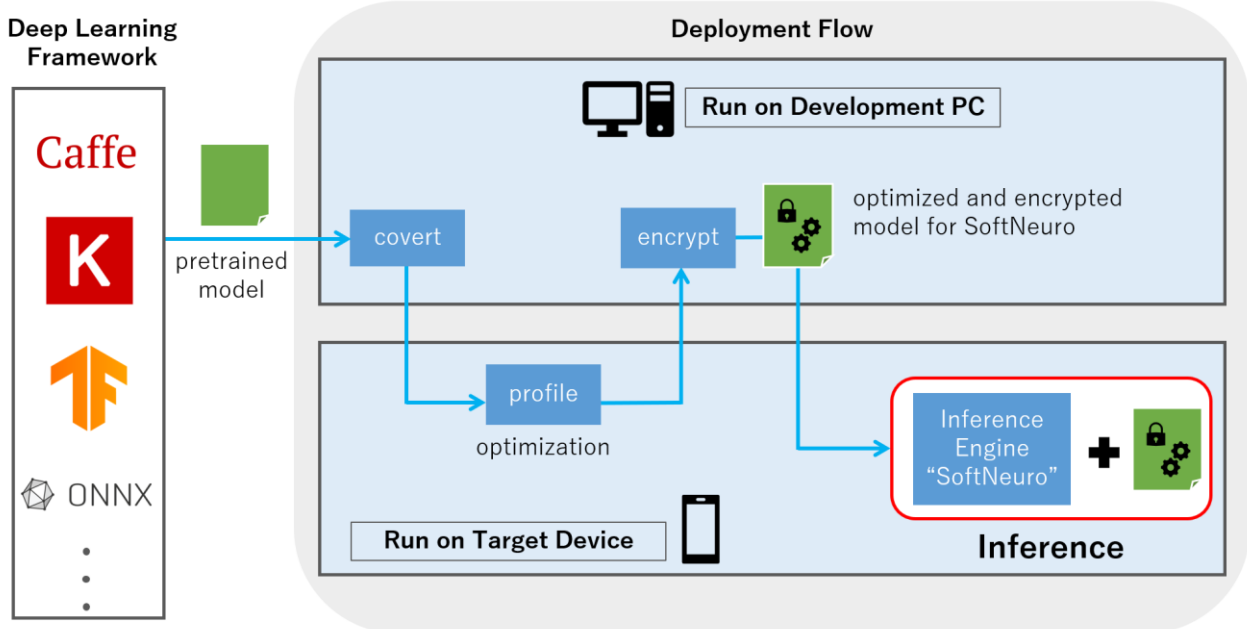 Deep Learning
Framework
Caffe
K
TF
ONNX
pretrained
model
Deployment Flow
Run on Development PC
covert
encrypt
optimized and encrypted
model for SoftNeuro
profile
optimization
Inference
Engine
“SoftNeuro”
Run on Target Device
Inference